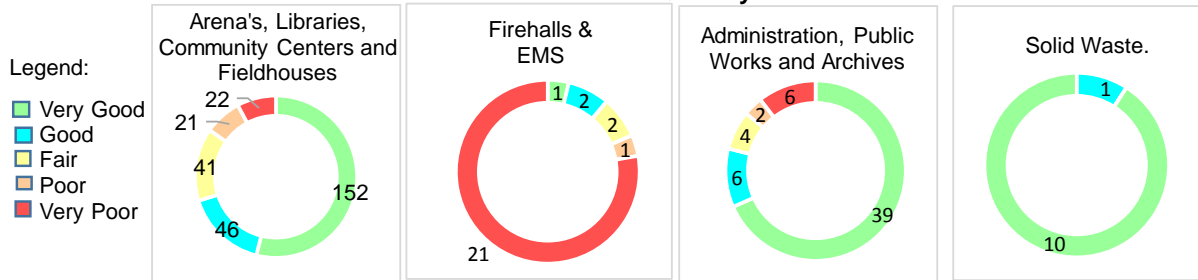 Legend:
Very Good
Good
Fair
Poor
Very Poor
Arena's, Libraries,
Community Centers and
Fieldhouses
22
21
41
46
152
Firehalls &
EMS
1
2
2
1
21
Administration, Public
Works and Archives
6
2
4
6
39
Solid Waste.
1
10